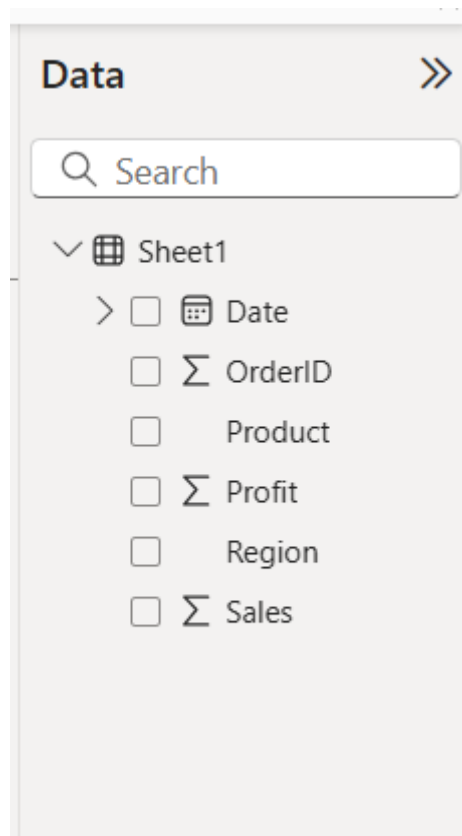 Data
Search
Sheet1
Date
Σ OrderID
Product
Σ Profit
Region
Σ Sales